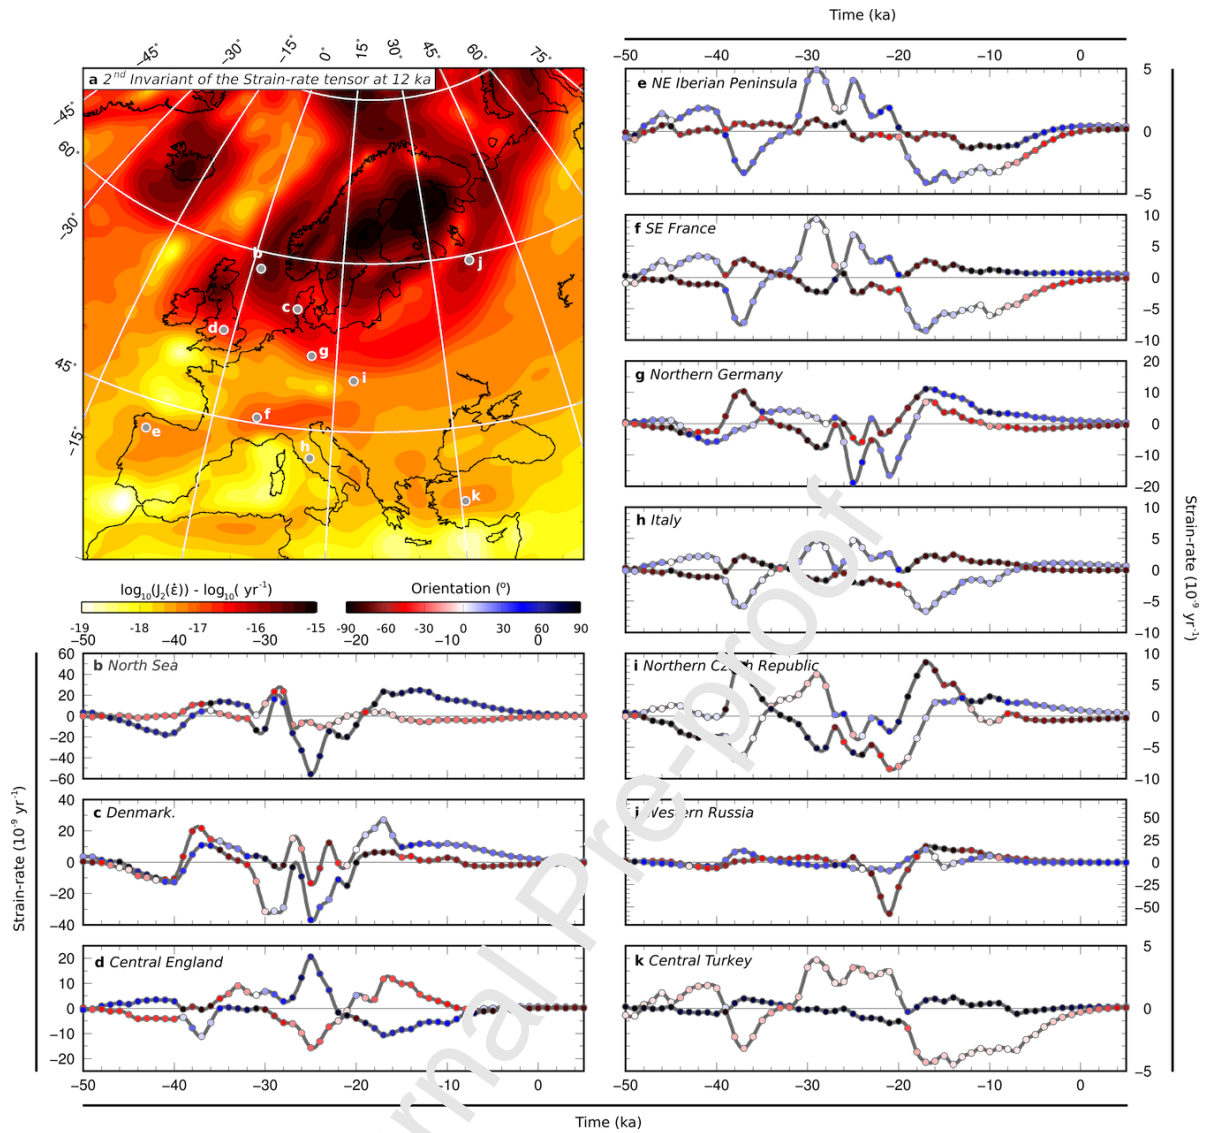 Time (ka)
−50 −40 −30 −20 −10 0
−45° −30° −15° 0° 15° 30° 45° 60° 75°
a 2nd Invariant of the Strain-rate tensor at 12 ka
−45°
60°
−30°
45°
−15°
b
j
c
d
g
i
f
e
h
k
log10(J2(ε̇)) - log10( yr-1)
-19 -18 -17 -16 -15
Orientation (o)
-90 -60 -30 0 30 60 90
−50 −40 −30 −20 −10 0
b North Sea
60
40
20
0
−20
−40
−60
c Denmark.
40
20
0
−20
−40
d Central England
20
10
0
−10
−20
−50 −40 −30 −20 −10 0
Strain-rate (10-9 yr-1)
e NE Iberian Peninsula
5
0
−5
f SE France
10
5
0
−5
−10
g Northern Germany
20
10
0
−10
−20
h Italy
10
5
0
−5
−10
i Northern Czech Republic
10
5
0
−5
−10
j Western Russia
50
25
0
−25
−50
k Central Turkey
5
0
−5
−50 −40 −30 −20 −10 0
Strain-rate (10-9 yr-1)
Time (ka)
rnal Pre-proof